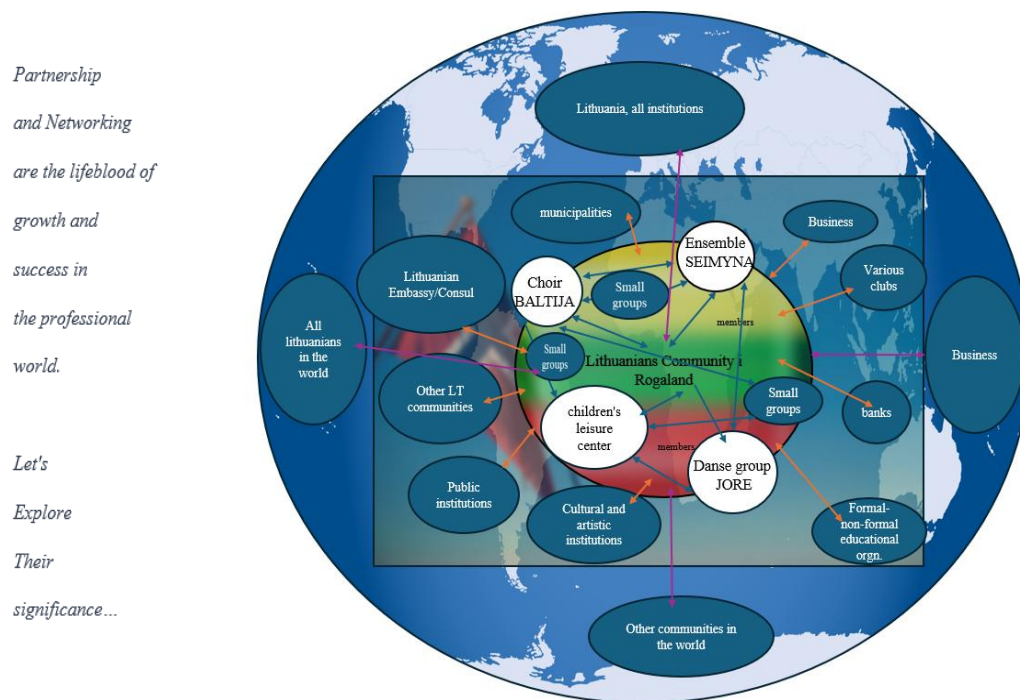 Partnership
and Networking
are the lifeblood of
growth and
success in
the professional
world.
Let's
Explore
Their
significance...
Lithuania, all institutions
municipalities
Ensemble
SEIMYNA
Business
Lithuanian
Embassy/Consul
Choir
BALTIJA
Small
groups
Various
clubs
members
All
lithuanians
in the
world
Small
groups
Lithuanians Community i
Rogaland
Business
Other LT
communities
children's
leisure
center
Small
groups
banks
members
Danse group
JORE
Public
institutions
Cultural and
artistic
institutions
Formal-
non-formal
educational
orgn.
Other communities in
the world